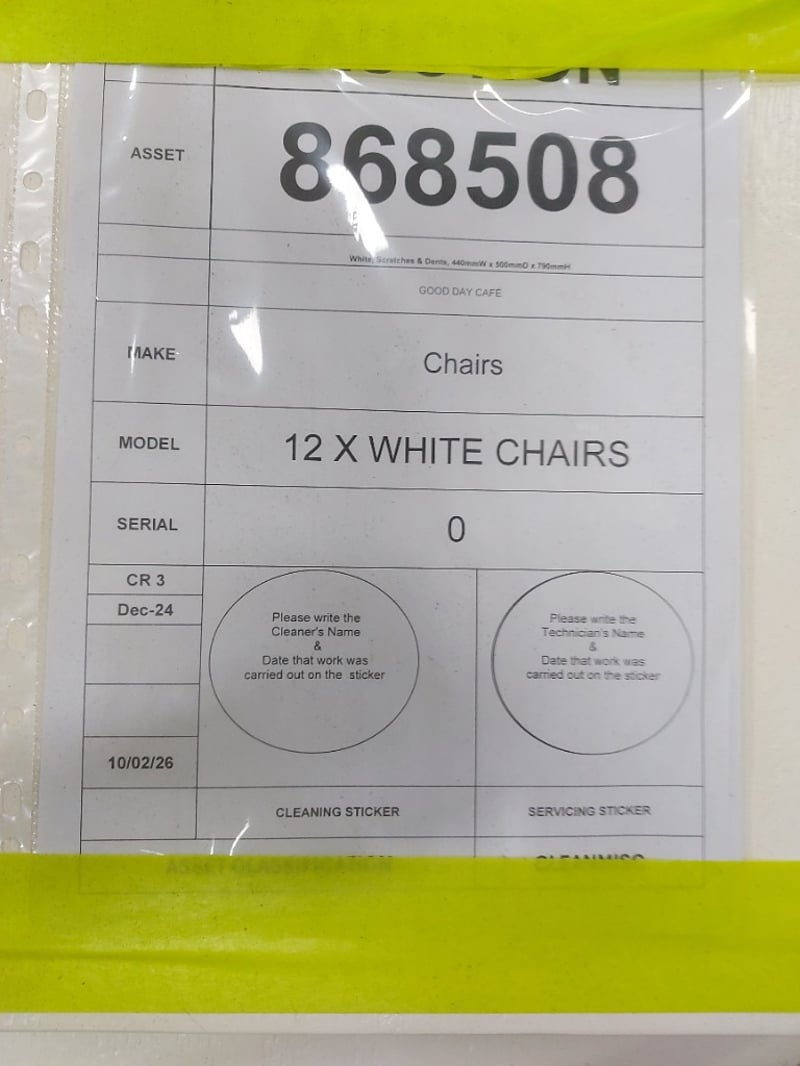 ASSET
868508
White, Scratches & Dents, 440mmW x 500mmD x 790mmH
GOOD DAY CAFÉ
MAKE
Chairs
MODEL
12 X WHITE CHAIRS
SERIAL
0
CR 3
Dec-24
10/02/26
Please write the
Cleaner's Name
&
Date that work was
carried out on the sticker
Please write the
Technician's Name
&
Date that work was
carried out on the sticker
CLEANING STICKER
SERVICING STICKER
ASSET CLASSIFICATION